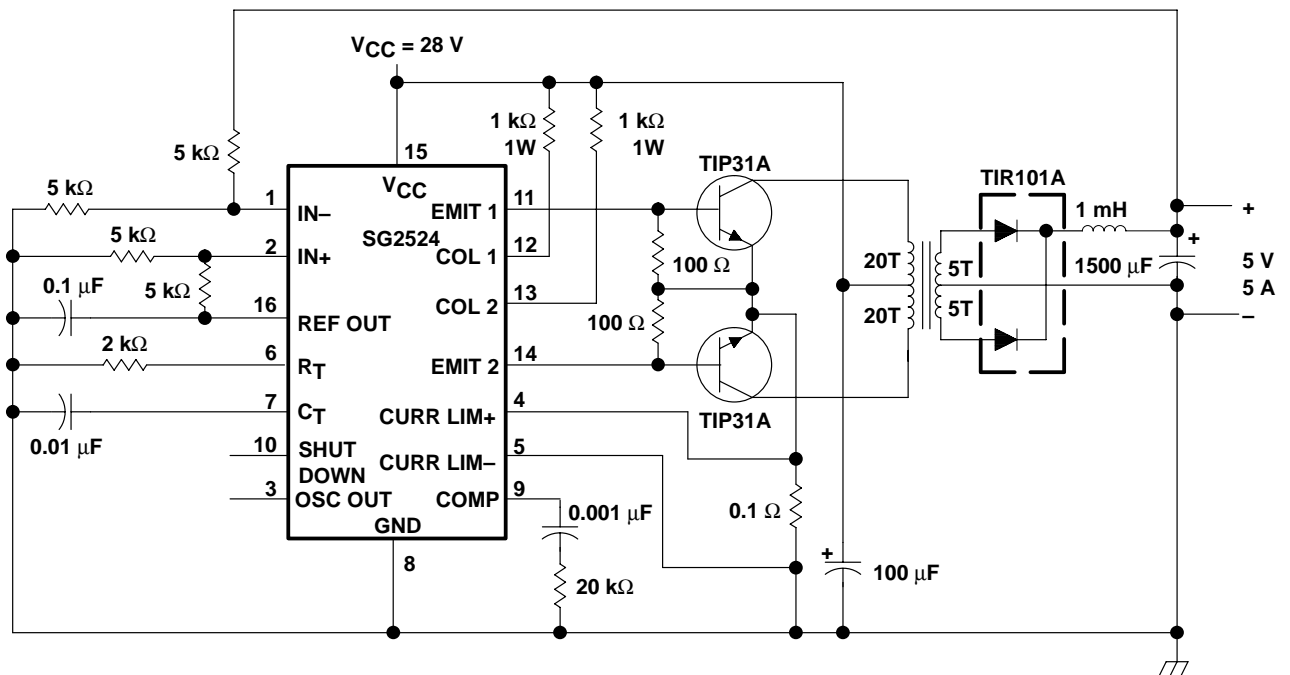 VCC = 28 V
5 kΩ
1 kΩ
1W
1 kΩ
1W
15
TIP31A
5 kΩ
1
IN–
VCC
SG2524
EMIT 1
11
TIR101A
1 mH
+
5 kΩ
2
IN+
COL 1
12
100 Ω
20T
5T
+
1500 µF
5 V
5 A
0.1 µF
5 kΩ
16
REF OUT
COL 2
13
100 Ω
20T
5T
–
2 kΩ
6
RT
EMIT 2
14
TIP31A
0.01 µF
7
CT
CURR LIM+
4
10
SHUT
DOWN
CURR LIM–
5
3
OSC OUT
COMP
9
0.001 µF
0.1 Ω
GND
8
20 kΩ
+
100 µF